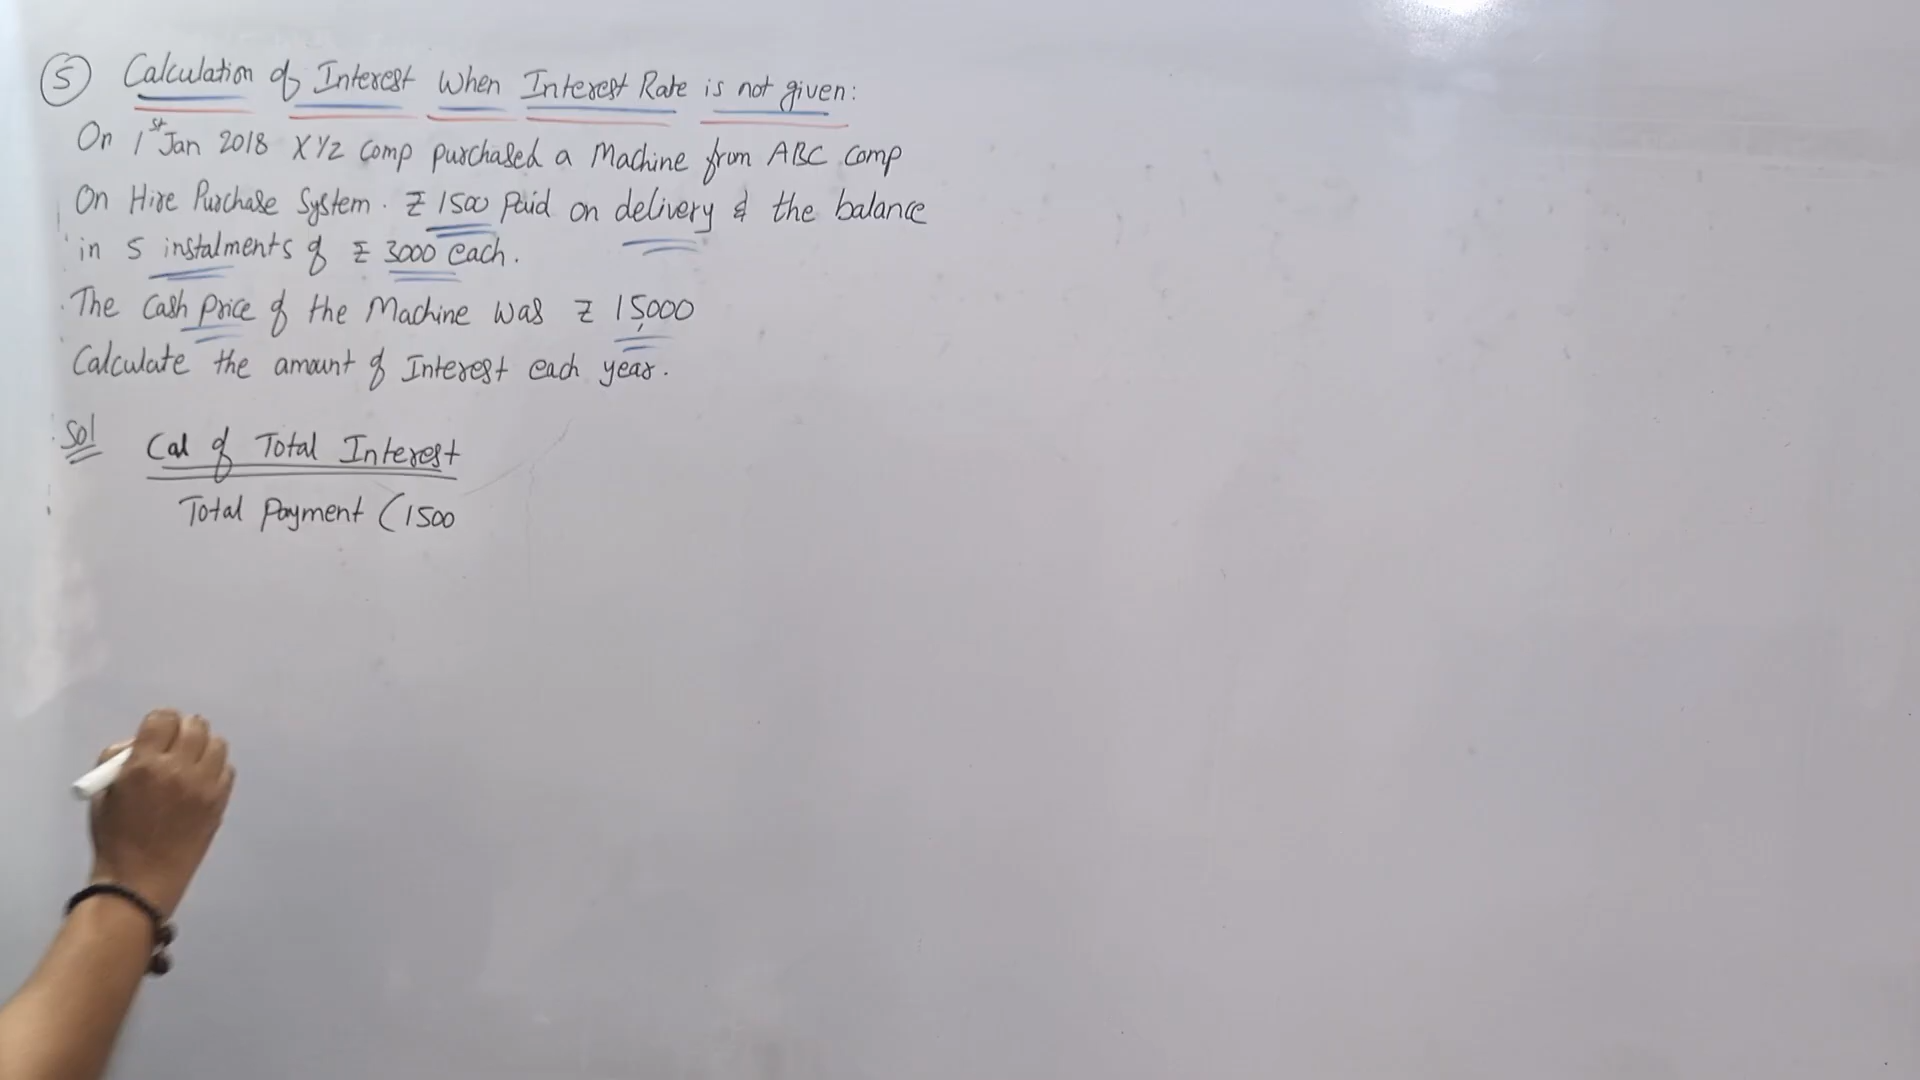 5 Calculation of Interest When Interest Rate is not given:
On 1st Jan 2018 XYZ Comp purchased a Machine from ABC Comp
On Hire Purchase System. ₹ 1500 Paid on delivery & the balance
in 5 instalments of ₹ 3000 each.
The Cash Price of the Machine was ₹ 15,000
Calculate the amount of Interest each year.
Sol Cal of Total Interest
Total Payment (1500